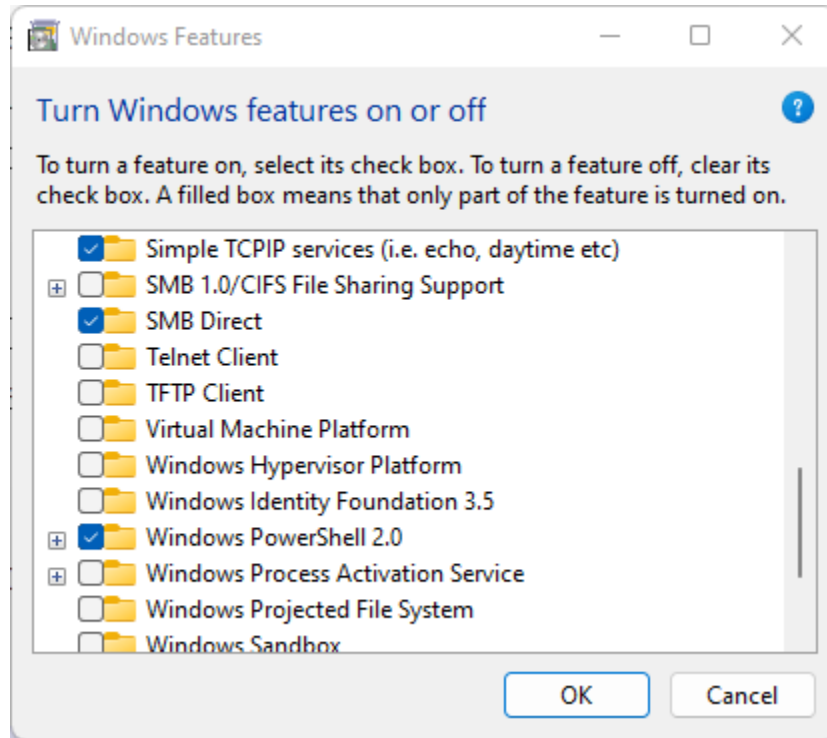 Windows Features
Turn Windows features on or off
?
To turn a feature on, select its check box. To turn a feature off, clear its
check box. A filled box means that only part of the feature is turned on.
Simple TCPIP services (i.e. echo, daytime etc)
SMB 1.0/CIFS File Sharing Support
SMB Direct
Telnet Client
TFTP Client
Virtual Machine Platform
Windows Hypervisor Platform
Windows Identity Foundation 3.5
Windows PowerShell 2.0
Windows Process Activation Service
Windows Projected File System
Windows Sandbox
OK
Cancel